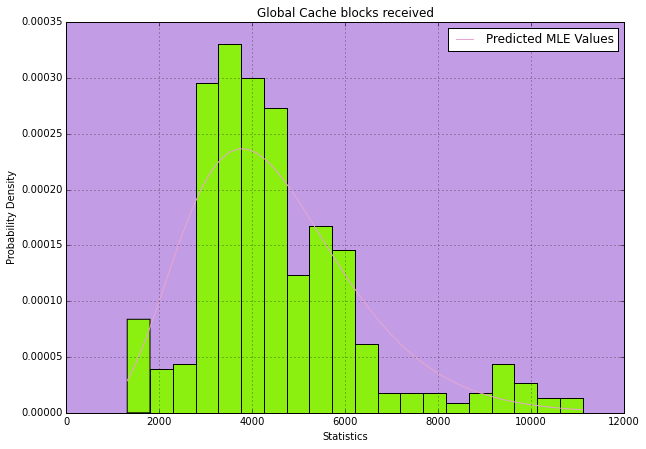 Global Cache blocks received
Predicted MLE Values
0.00035
0.00030
0.00025
0.00020
0.00015
0.00010
0.00005
0.00000
Probability Density
0 2000 4000 6000 8000 10000 12000
Statistics